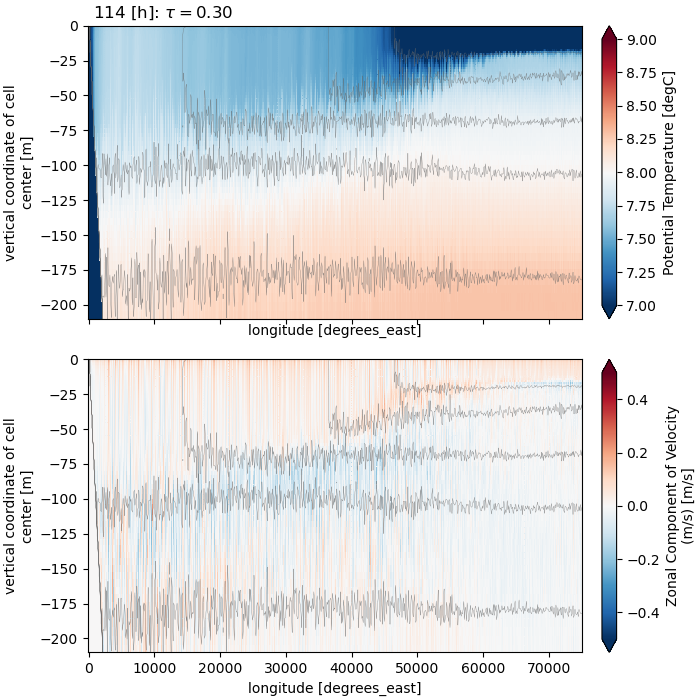 114 [h]: τ = 0.30
0
−25
−50
−75
−100
−125
−150
−175
−200
vertical coordinate of cell
center [m]
longitude [degrees_east]
9.00
8.75
8.50
8.25
8.00
7.75
7.50
7.25
7.00
Potential Temperature [degC]
0
−25
−50
−75
−100
−125
−150
−175
−200
vertical coordinate of cell
center [m]
0 10000 20000 30000 40000 50000 60000 70000
longitude [degrees_east]
0.4
0.2
0.0
−0.2
−0.4
Zonal Component of Velocity
(m/s) [m/s]